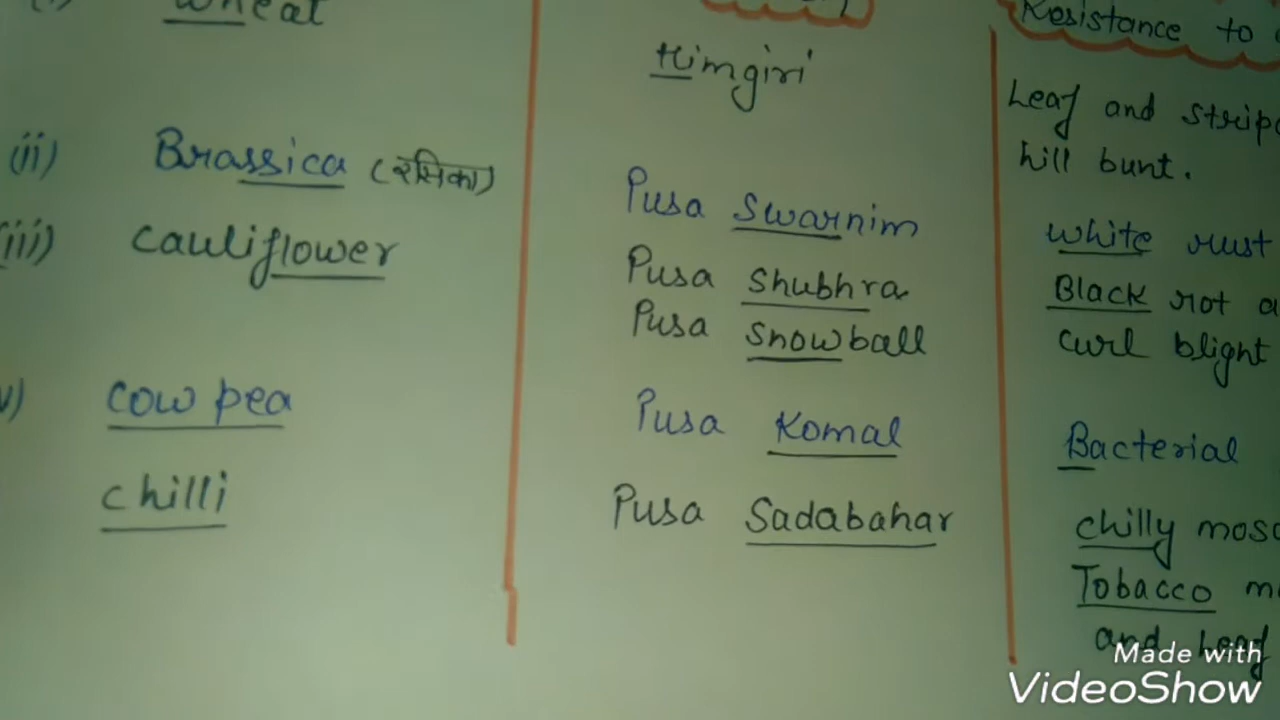 wheat
Resistance to
Himgiri
Leaf and
hill bunt.
(ii) Brassica (रसिका) Pusa Swarnim white rust
(iii) cauliflower Pusa Shubhra Black rot
Pusa Snowball curl blight
cow pea Pusa Komal Bacterial
chilli Pusa Sadabahar chilly
Tobacco
and Leaf
Made with
VideoShow